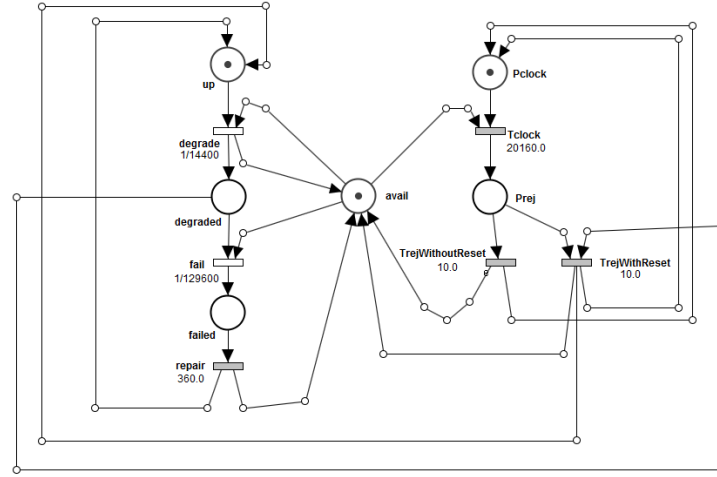 up
Pclock
degrade
1/14400
Tclock
20160.0
avail
Prej
degraded
fail
1/129600
TrejWithoutReset
10.0
e
TrejWithReset
10.0
failed
repair
360.0